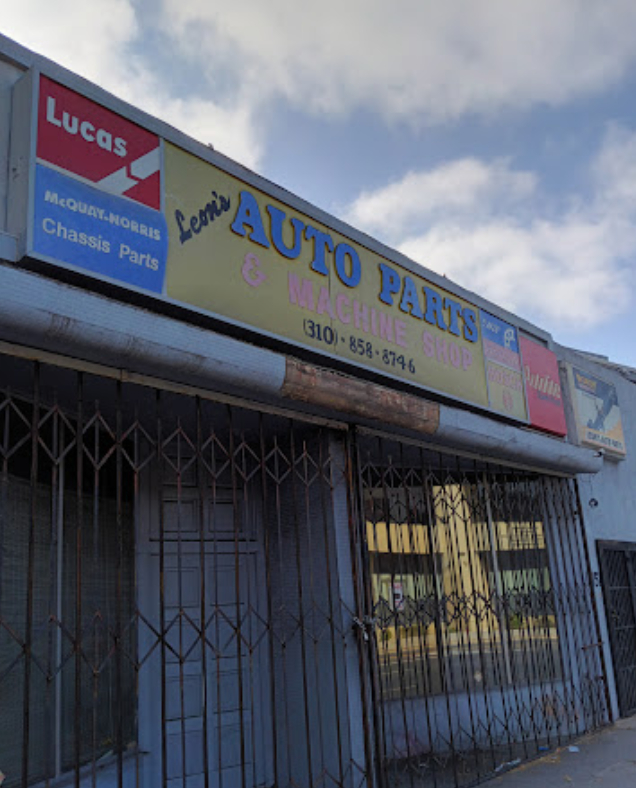 Lucas
McQUAY-NORRIS
Chassis Parts
Leon's
AUTO PARTS
& MACHINE SHOP
(310)·858·8746